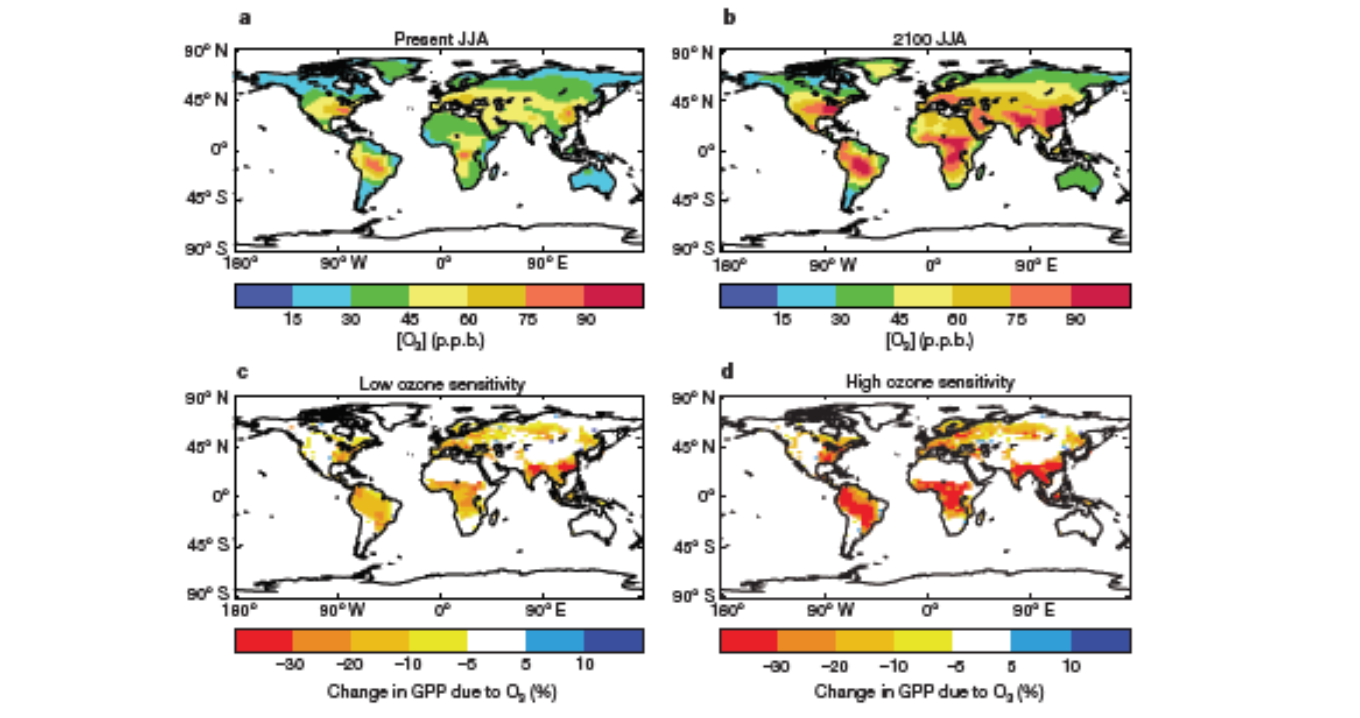 a
Present JJA
90° N
45° N
0°
45° S
90° S
180° 90° W 0° 90° E
15 30 45 60 75 90
[O₃] (p.p.b.)
b
2100 JJA
90° N
45° N
0°
45° S
90° S
180° 90° W 0° 90° E
15 30 45 60 75 90
[O₃] (p.p.b.)
c
Low ozone sensitivity
90° N
45° N
0°
45° S
90° S
180° 90° W 0° 90° E
−30 −20 −10 −5 5 10
Change in GPP due to O₃ (%)
d
High ozone sensitivity
90° N
45° N
0°
45° S
90° S
180° 90° W 0° 90° E
−30 −20 −10 −5 5 10
Change in GPP due to O₃ (%)